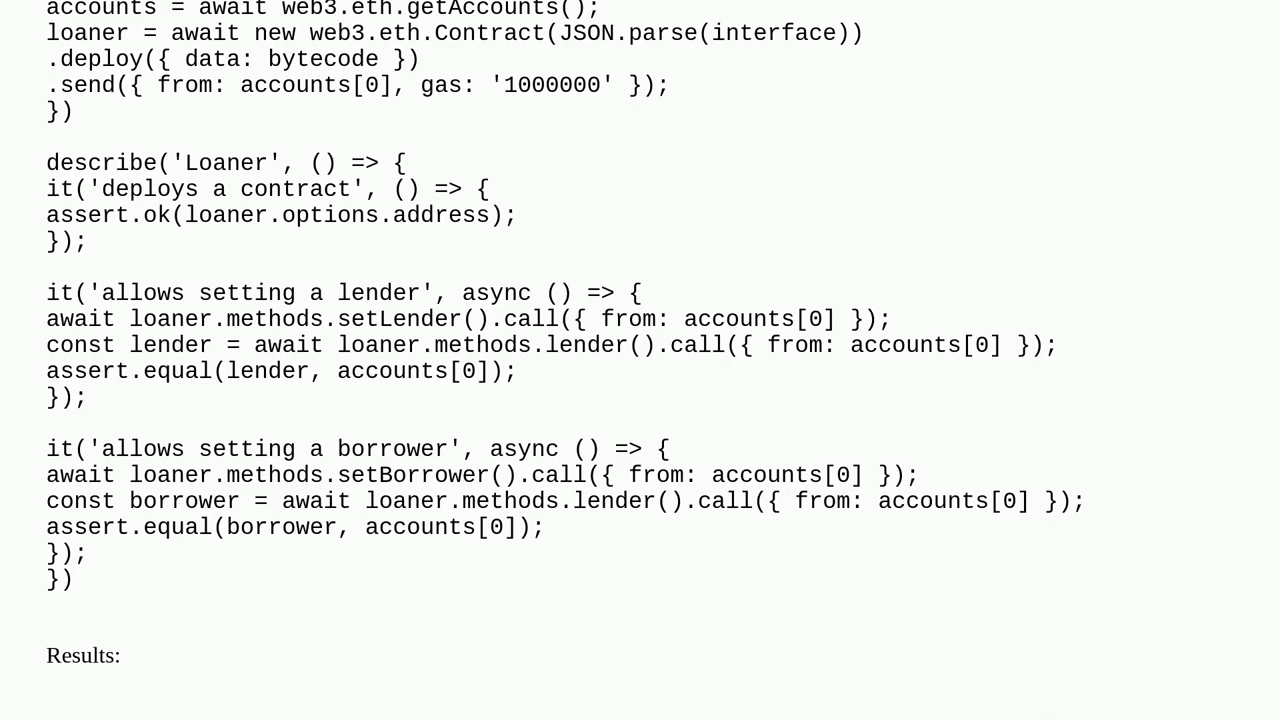 accounts = await web3.eth.getAccounts();
loaner = await new web3.eth.Contract(JSON.parse(interface))
.deploy({ data: bytecode })
.send({ from: accounts[0], gas: '1000000' });
})
describe('Loaner', () => {
it('deploys a contract', () => {
assert.ok(loaner.options.address);
});
it('allows setting a lender', async () => {
await loaner.methods.setLender().call({ from: accounts[0] });
const lender = await loaner.methods.lender().call({ from: accounts[0] });
assert.equal(lender, accounts[0]);
});
it('allows setting a borrower', async () => {
await loaner.methods.setBorrower().call({ from: accounts[0] });
const borrower = await loaner.methods.lender().call({ from: accounts[0] });
assert.equal(borrower, accounts[0]);
});
})
Results: